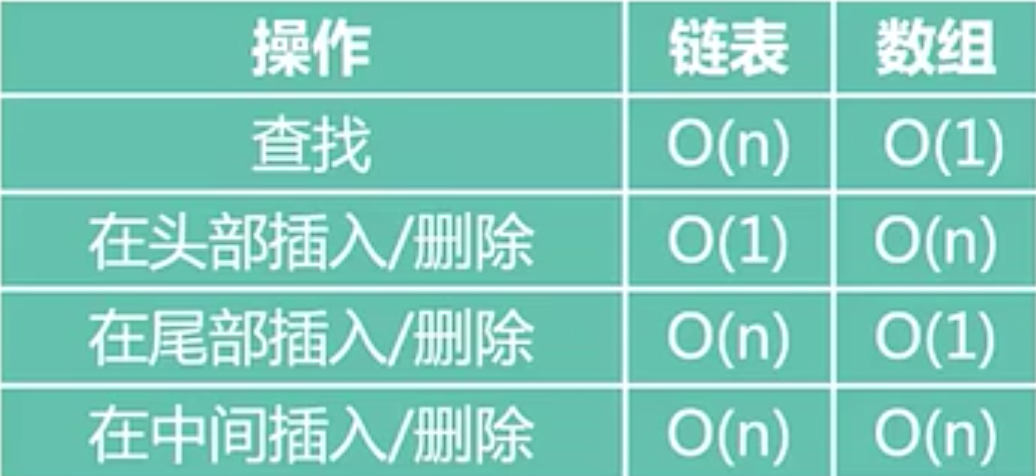 操作 链表 数组
查找 O(n) O(1)
在头部插入/删除 O(1) O(n)
在尾部插入/删除 O(n) O(1)
在中间插入/删除 O(n) O(n)